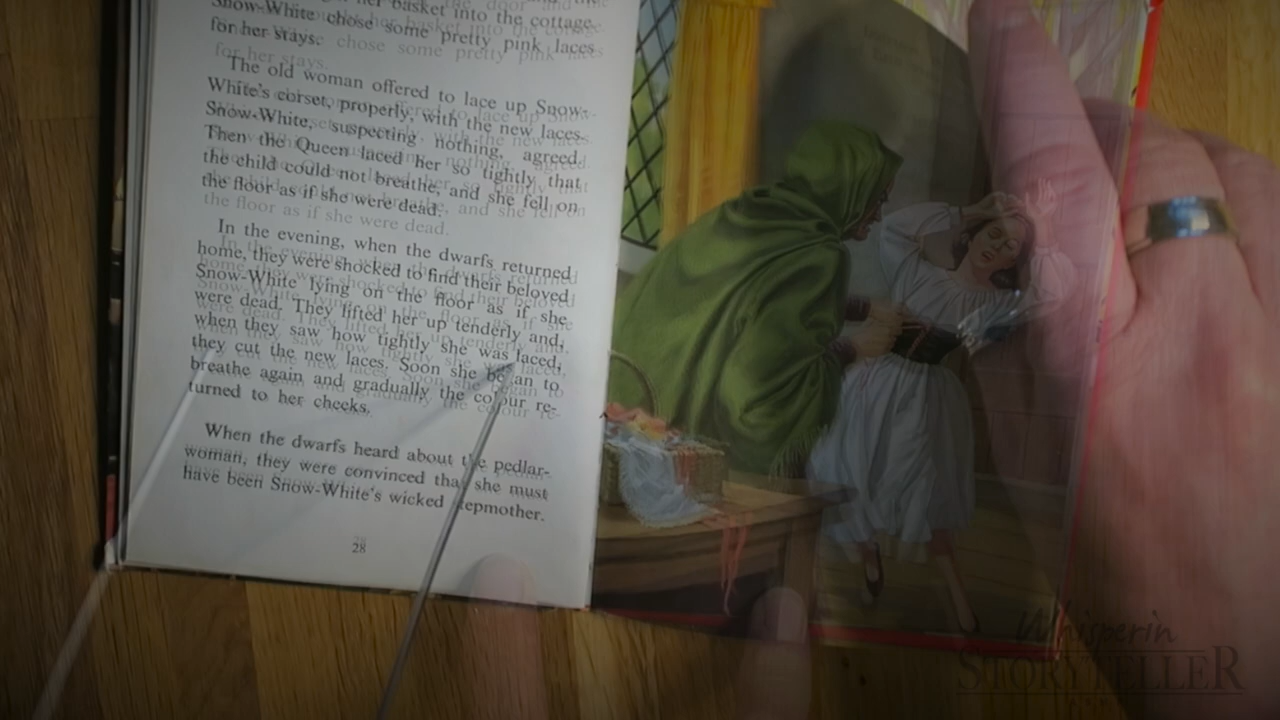 her basket into the cottage.
Snow-White chose some pretty pink laces
for her stays.
The old woman offered to lace up Snow-
White's corset, properly, with the new laces.
Snow-White, suspecting nothing, agreed.
Then the Queen laced her so tightly that
the child could not breathe, and she fell on
the floor as if she were dead.
In the evening, when the dwarfs returned
home, they were shocked to find their beloved
Snow-White lying on the floor as if she
were dead. They lifted her up tenderly and,
when they saw how tightly she was laced,
they cut the new laces. Soon she began to
breathe again and gradually the colour re-
turned to her cheeks.
When the dwarfs heard about the pedlar-
woman, they were convinced that she must
have been Snow-White's wicked stepmother.
28
Whisperin
STORYTELLER